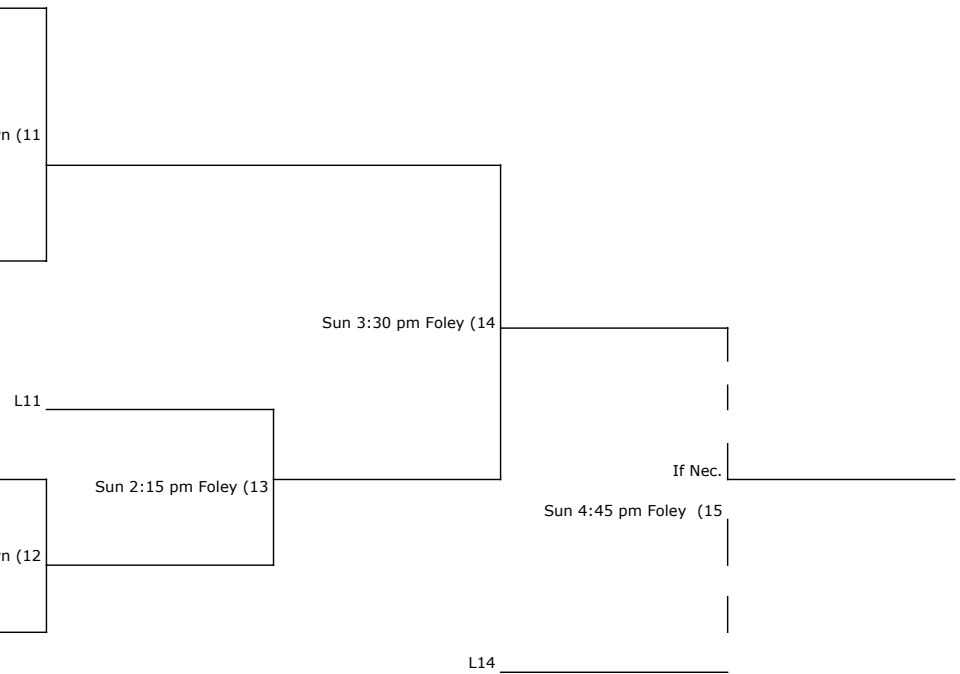 n (11
Sun 3:30 pm Foley (14
L11
If Nec.
Sun 2:15 pm Foley (13
Sun 4:45 pm Foley  (15
n (12
L14